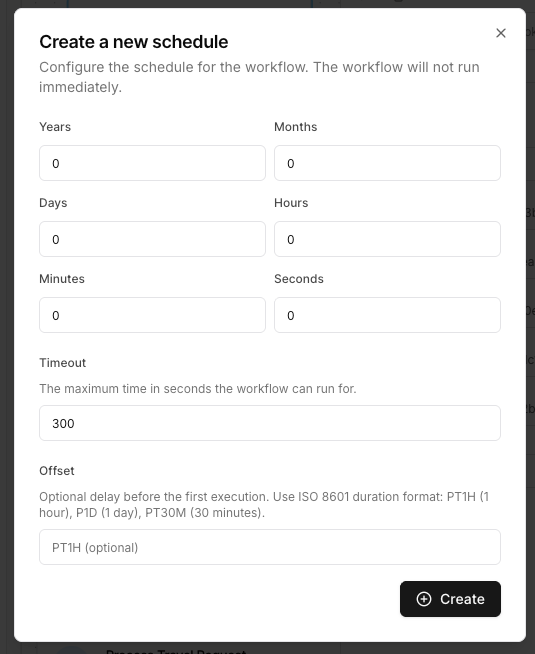 Create a new schedule
Configure the schedule for the workflow. The workflow will not run
immediately.
Years
Months
0
0
Days
Hours
0
0
Minutes
Seconds
0
0
Timeout
The maximum time in seconds the workflow can run for.
300
Offset
Optional delay before the first execution. Use ISO 8601 duration format: PT1H (1
hour), P1D (1 day), PT30M (30 minutes).
PT1H (optional)
Create
Process Travel Request